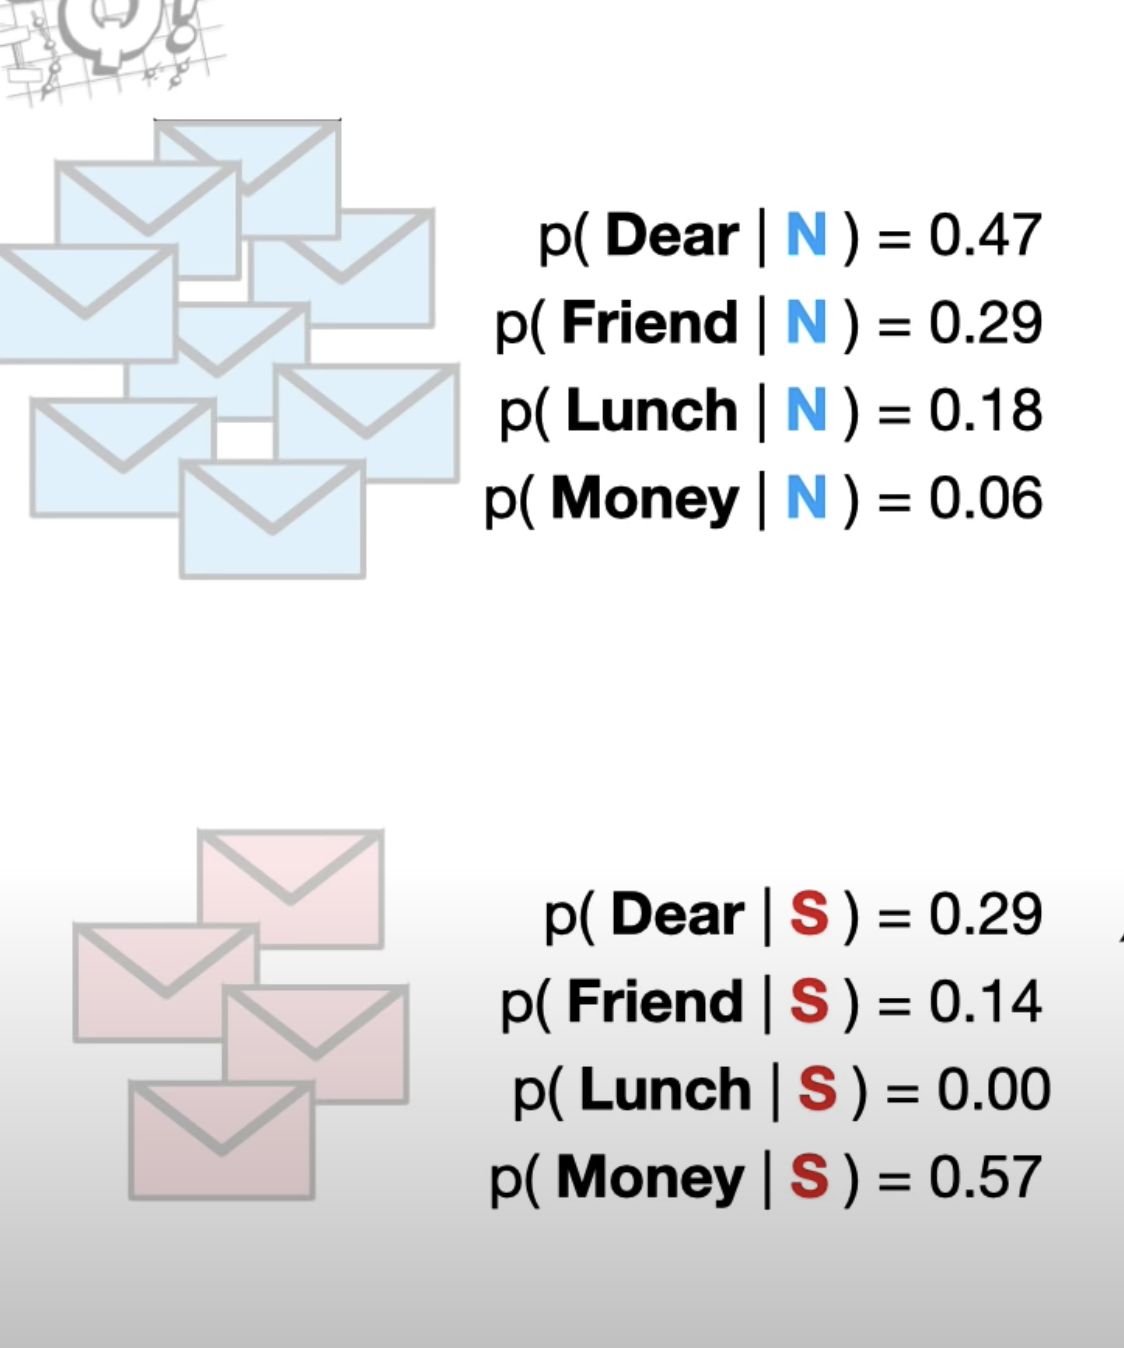 p( Dear | N ) = 0.47
p( Friend | N ) = 0.29
p( Lunch | N ) = 0.18
p( Money | N ) = 0.06
p( Dear | S ) = 0.29
p( Friend | S ) = 0.14
p( Lunch | S ) = 0.00
p( Money | S ) = 0.57